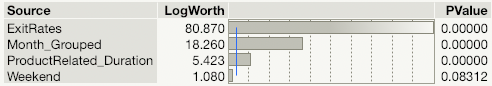 Source LogWorth PValue
ExitRates 80.870 0.00000
Month_Grouped 18.260 0.00000
ProductRelated_Duration 5.423 0.00000
Weekend 1.080 0.08312